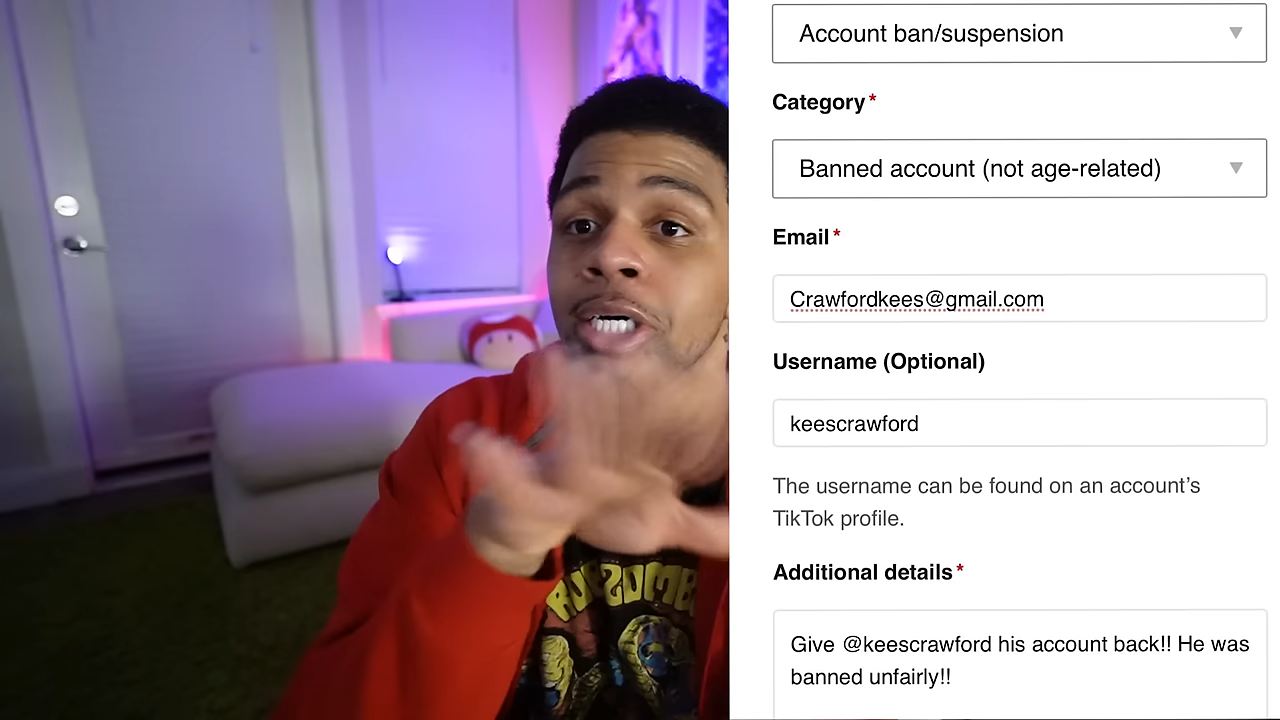 Account ban/suspension
Category*
Banned account (not age-related)
Email*
Crawfordkees@gmail.com
Username (Optional)
keescrawford
The username can be found on an account’s
TikTok profile.
Additional details*
Give @keescrawford his account back!! He was
banned unfairly!!